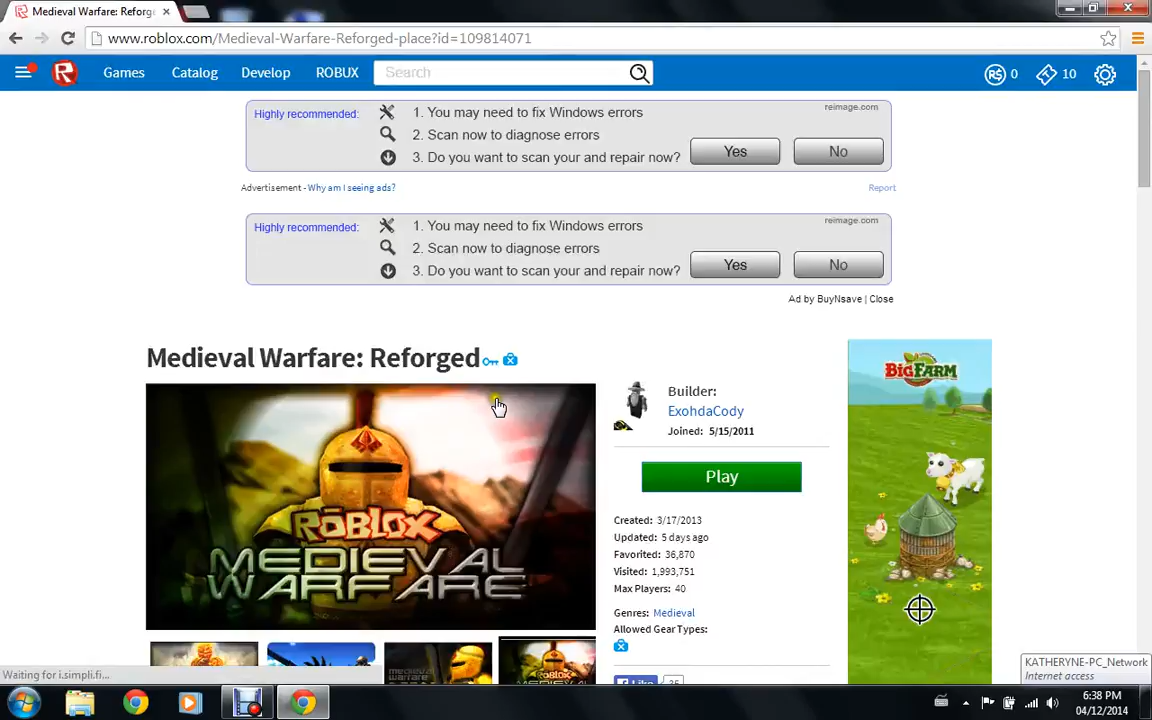 Medieval Warfare: Reforg
www.roblox.com/Medieval-Warfare-Reforged-place?id=109814071
R Games Catalog Develop ROBUX Search R$ 0 10
Highly recommended: 1. You may need to fix Windows errors reimage.com
2. Scan now to diagnose errors
3. Do you want to scan your and repair now? Yes No
Advertisement - Why am I seeing ads? Report
Highly recommended: 1. You may need to fix Windows errors reimage.com
2. Scan now to diagnose errors
3. Do you want to scan your and repair now? Yes No
Ad by BuyNsave | Close
Medieval Warfare: Reforged
ROBLOX
MEDIEVAL
WARFARE
Builder:
ExohdaCody
Joined: 5/15/2011
Play
Created: 3/17/2013
Updated: 5 days ago
Favorited: 36,870
Visited: 1,993,751
Max Players: 40
Genres: Medieval
Allowed Gear Types:
Like
BIGFARM
Waiting for i.simpli.fi...
KATHERYNE-PC_Network
Internet access
6:38 PM
04/12/2014